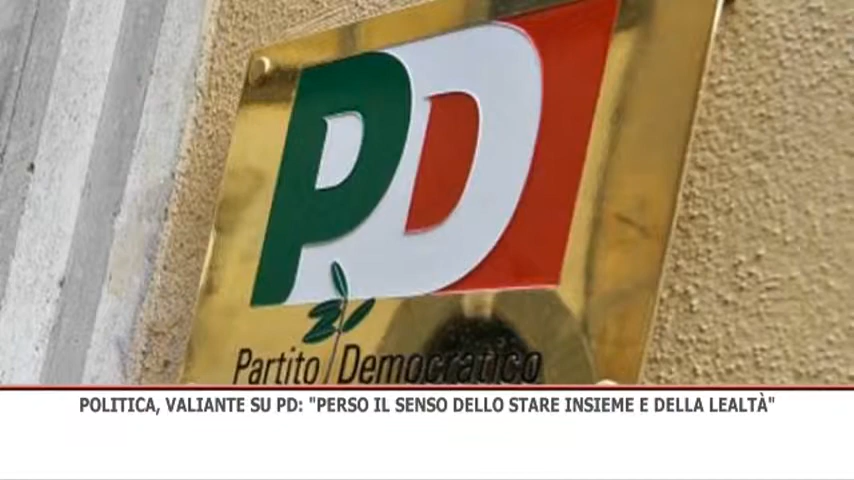 PD
Partito Democratico
POLITICA, VALIANTE SU PD: "PERSO IL SENSO DELLO STARE INSIEME E DELLA LEALTÀ"